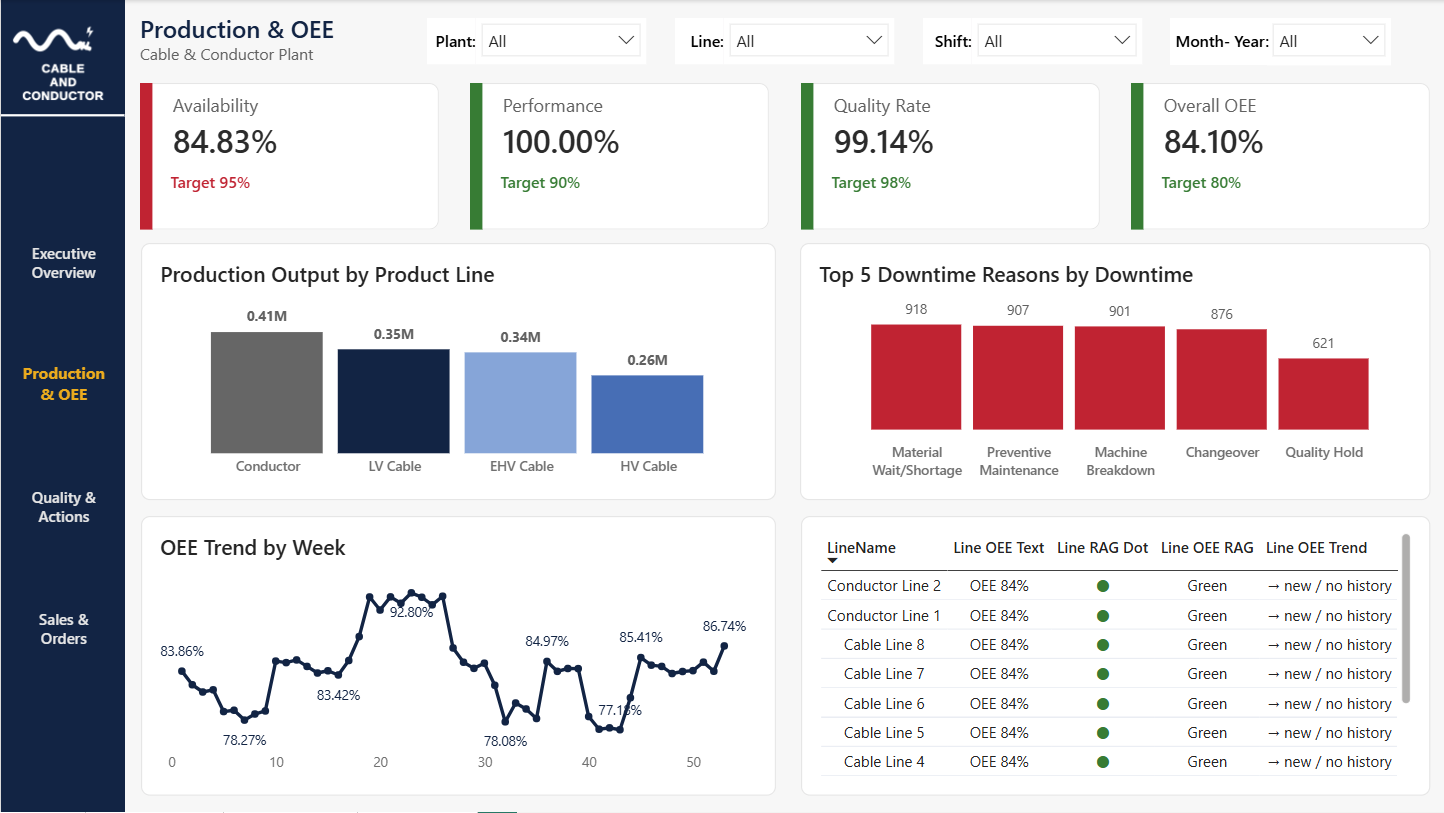 CABLE
AND
CONDUCTOR
Executive
Overview
Production
& OEE
Quality &
Actions
Sales &
Orders
Production & OEE
Cable & Conductor Plant
Plant: All
Line: All
Shift: All
Month- Year: All
Availability
84.83%
Target 95%
Performance
100.00%
Target 90%
Quality Rate
99.14%
Target 98%
Overall OEE
84.10%
Target 80%
Production Output by Product Line
0.41M
0.35M
0.34M
0.26M
Conductor
LV Cable
EHV Cable
HV Cable
Top 5 Downtime Reasons by Downtime
918
907
901
876
621
Material
Wait/Shortage
Preventive
Maintenance
Machine
Breakdown
Changeover
Quality Hold
OEE Trend by Week
83.86%
78.27%
83.42%
92.80%
78.08%
84.97%
77.13%
85.41%
86.74%
0 10 20 30 40 50
LineName Line OEE Text Line RAG Dot Line OEE RAG Line OEE Trend
Conductor Line 2 OEE 84% Green → new / no history
Conductor Line 1 OEE 84% Green → new / no history
Cable Line 8 OEE 84% Green → new / no history
Cable Line 7 OEE 84% Green → new / no history
Cable Line 6 OEE 84% Green → new / no history
Cable Line 5 OEE 84% Green → new / no history
Cable Line 4 OEE 84% Green → new / no history